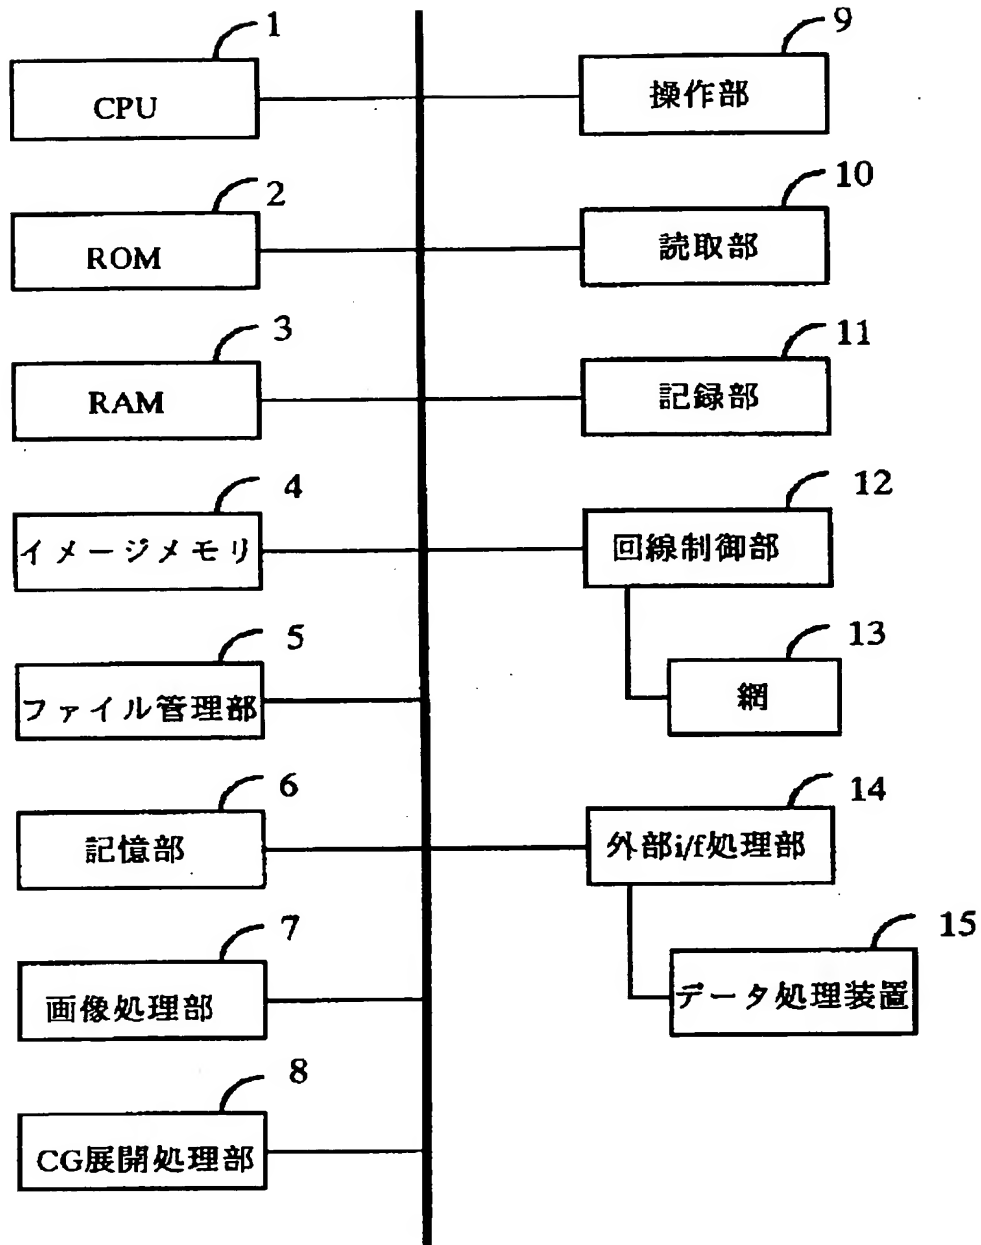 1
CPU
2
ROM
3
RAM
4
イメージメモリ
5
ファイル管理部
6
記憶部
7
画像処理部
8
CG展開処理部
9
操作部
10
読取部
11
記録部
12
回線制御部
13
網
14
外部i/f処理部
15
データ処理装置